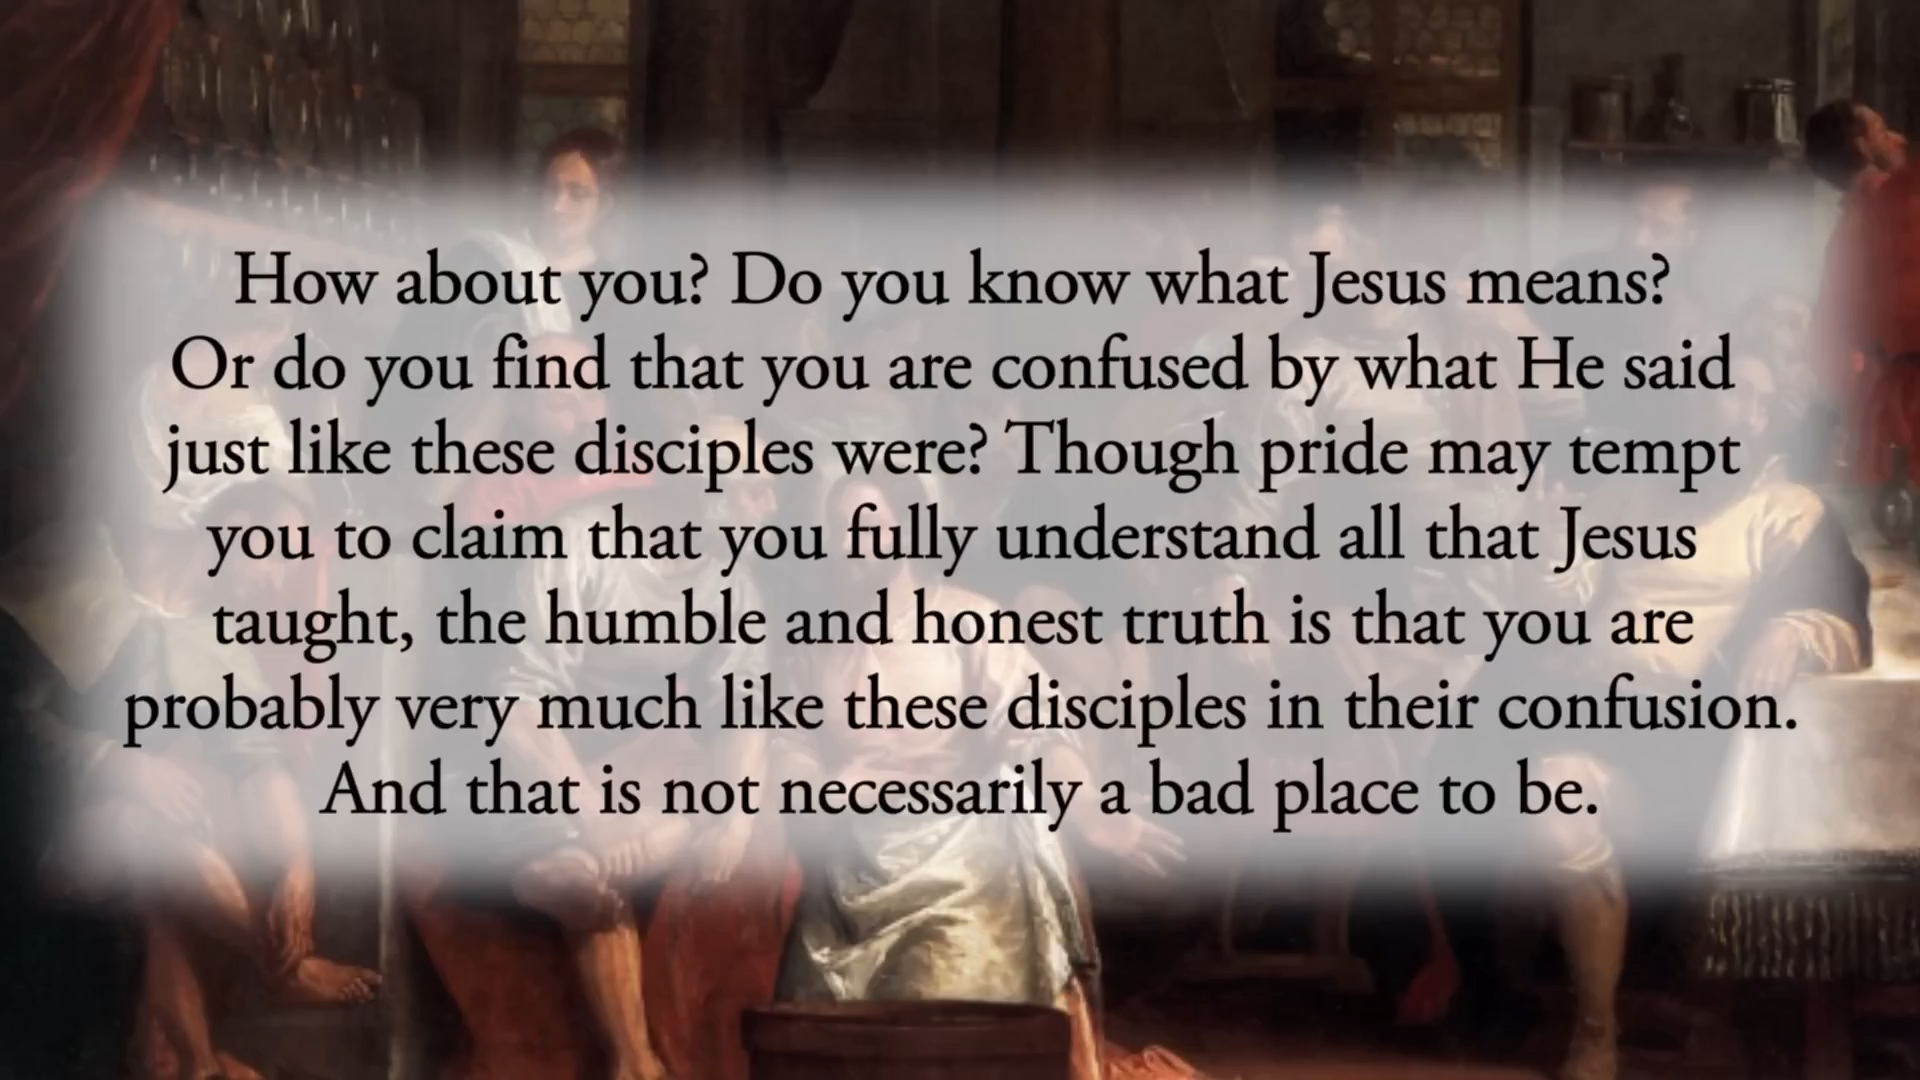 How about you? Do you know what Jesus means?
Or do you find that you are confused by what He said
just like these disciples were? Though pride may tempt
you to claim that you fully understand all that Jesus
taught, the humble and honest truth is that you are
probably very much like these disciples in their confusion.
And that is not necessarily a bad place to be.